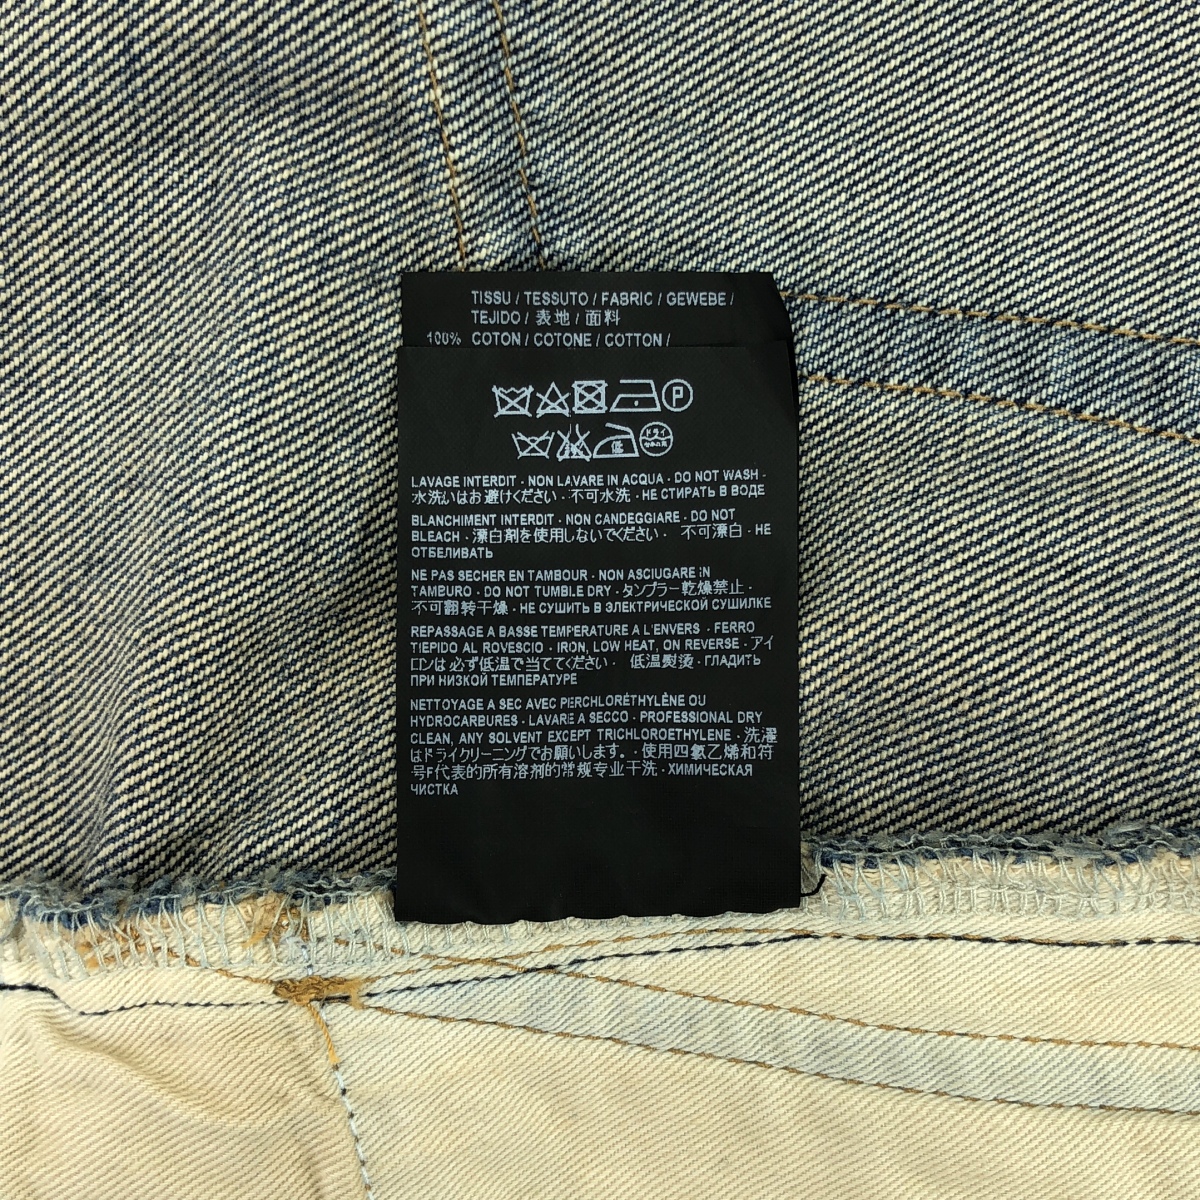 TISSU / TESSUTO / FABRIC / GEWEBE /
TEJIDO / 表地 / 面料
100% COTON / COTONE / COTTON /
P
ドライ
低
LAVAGE INTERDIT - NON LAVARE IN ACQUA - DO NOT WASH -
水洗いはお避けください - 不可水洗 - НЕ СТИРАТЬ В ВОДЕ
BLANCHIMENT INTERDIT - NON CANDEGGIARE - DO NOT
BLEACH - 漂白剤を使用しないでください - 不可漂白 - НЕ
ОТБЕЛИВАТЬ
NE PAS SECHER EN TAMBOUR - NON ASCIUGARE IN
TAMBURO - DO NOT TUMBLE DRY - タンブラー乾燥禁止 -
不可翻转干燥 - НЕ СУШИТЬ В ЭЛЕКТРИЧЕСКОЙ СУШИЛКЕ
REPASSAGE A BASSE TEMPERATURE A L'ENVERS - FERRO
TIEPIDO AL ROVESCIO - IRON, LOW HEAT, ON REVERSE - アイ
ロンは必ず低温で当ててください - 低温熨烫 - ГЛАДИТЬ
ПРИ НИЗКОЙ ТЕМПЕРАТУРЕ
NETTOYAGE A SEC AVEC PERCHLORÉTHYLÈNE OU
HYDROCARBURES - LAVARE A SECCO - PROFESSIONAL DRY
CLEAN, ANY SOLVENT EXCEPT TRICHLOROETHYLENE - 洗濯
はドライクリーニングでお願いします。 - 使用四氯乙烯和符
号F代表的所有溶剂的常规专业干洗 - ХИМИЧЕСКАЯ
ЧИСТКА